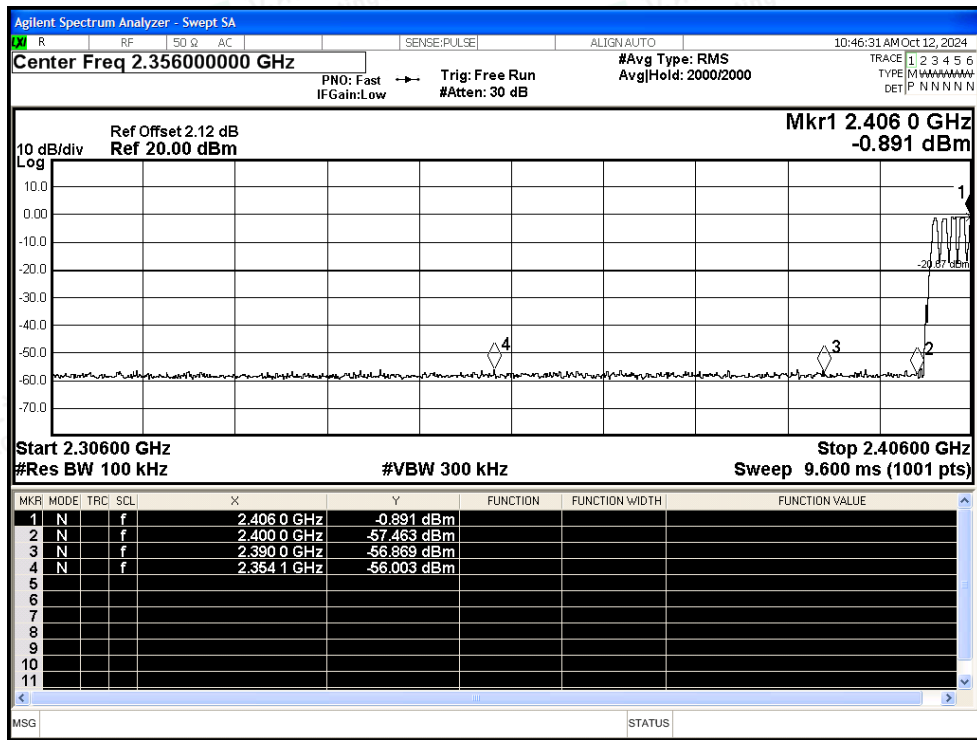 Agilent Spectrum Analyzer - Swept SA
LXI R RF 50 Ω AC SENSE:PULSE ALIGN AUTO 10:46:31 AM Oct 12, 2024
Center Freq 2.356000000 GHz
PNO: Fast
IFGain:Low
Trig: Free Run
#Atten: 30 dB
#Avg Type: RMS
Avg|Hold: 2000/2000
TRACE 1 2 3 4 5 6
TYPE M W W W W W
DET P N N N N N
Ref Offset 2.12 dB
10 dB/div Ref 20.00 dBm
Log
Mkr1 2.406 0 GHz
-0.891 dBm
10.0
0.00
-10.0
-20.0
-30.0
-40.0
-50.0
-60.0
-70.0
1
-20.87 dBm
4
3
2
Start 2.30600 GHz Stop 2.40600 GHz
#Res BW 100 kHz #VBW 300 kHz Sweep 9.600 ms (1001 pts)
MKR MODE TRC SCL X Y FUNCTION FUNCTION WIDTH FUNCTION VALUE
1 N f 2.406 0 GHz -0.891 dBm
2 N f 2.400 0 GHz -57.463 dBm
3 N f 2.390 0 GHz -56.869 dBm
4 N f 2.354 1 GHz -56.003 dBm
5
6
7
8
9
10
11
MSG STATUS